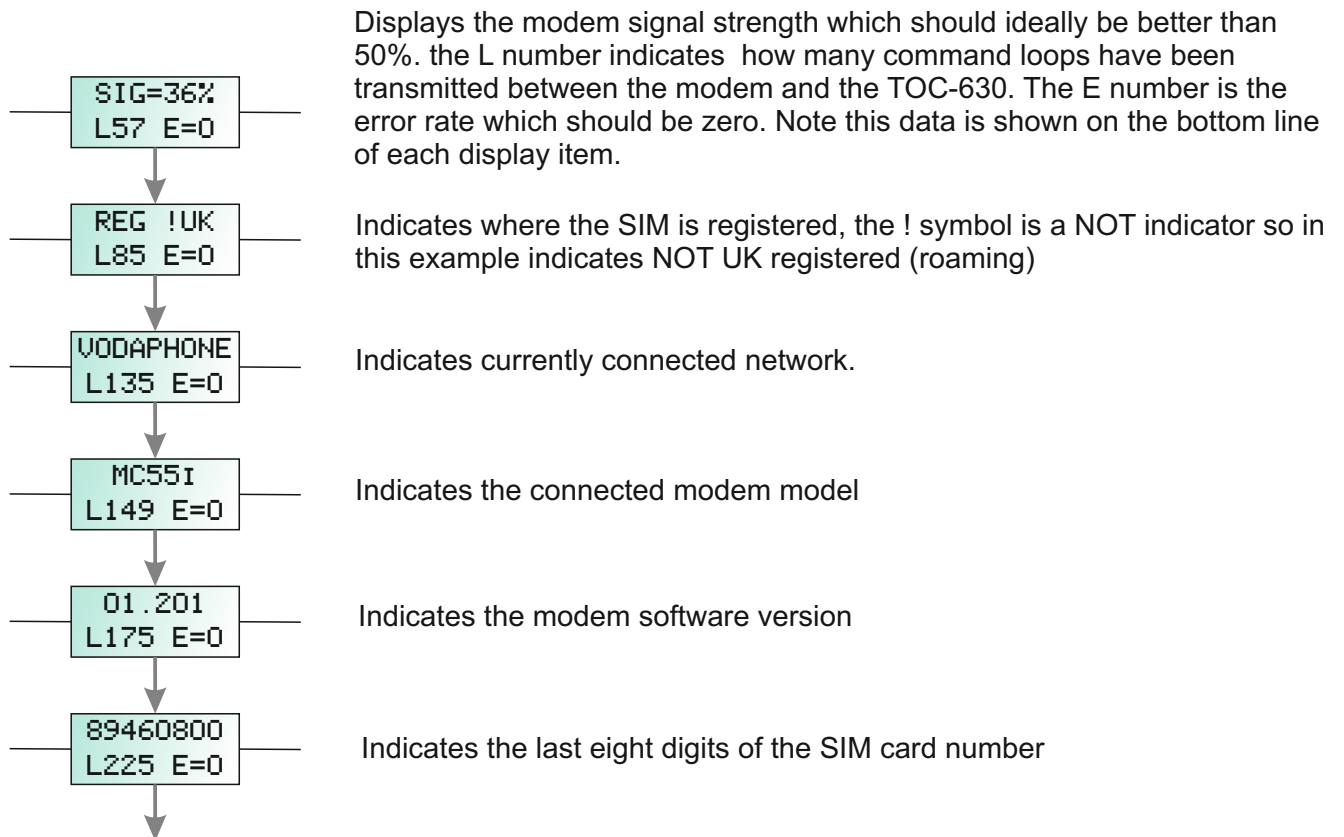 Displays the modem signal strength which should ideally be better than
50%. the L number indicates how many command loops have been
transmitted between the modem and the TOC-630. The E number is the
error rate which should be zero. Note this data is shown on the bottom line
of each display item.
SIG=36%
L57 E=0
REG !UK
L85 E=0
Indicates where the SIM is registered, the ! symbol is a NOT indicator so in
this example indicates NOT UK registered (roaming)
VODAPHONE
L135 E=0
Indicates currently connected network.
MC55I
L149 E=0
Indicates the connected modem model
01.201
L175 E=0
Indicates the modem software version
89460800
L225 E=0
Indicates the last eight digits of the SIM card number